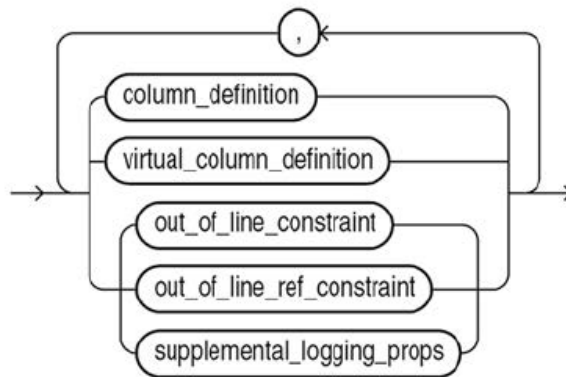 ,
column_definition
virtual_column_definition
out_of_line_constraint
out_of_line_ref_constraint
supplemental_logging_props